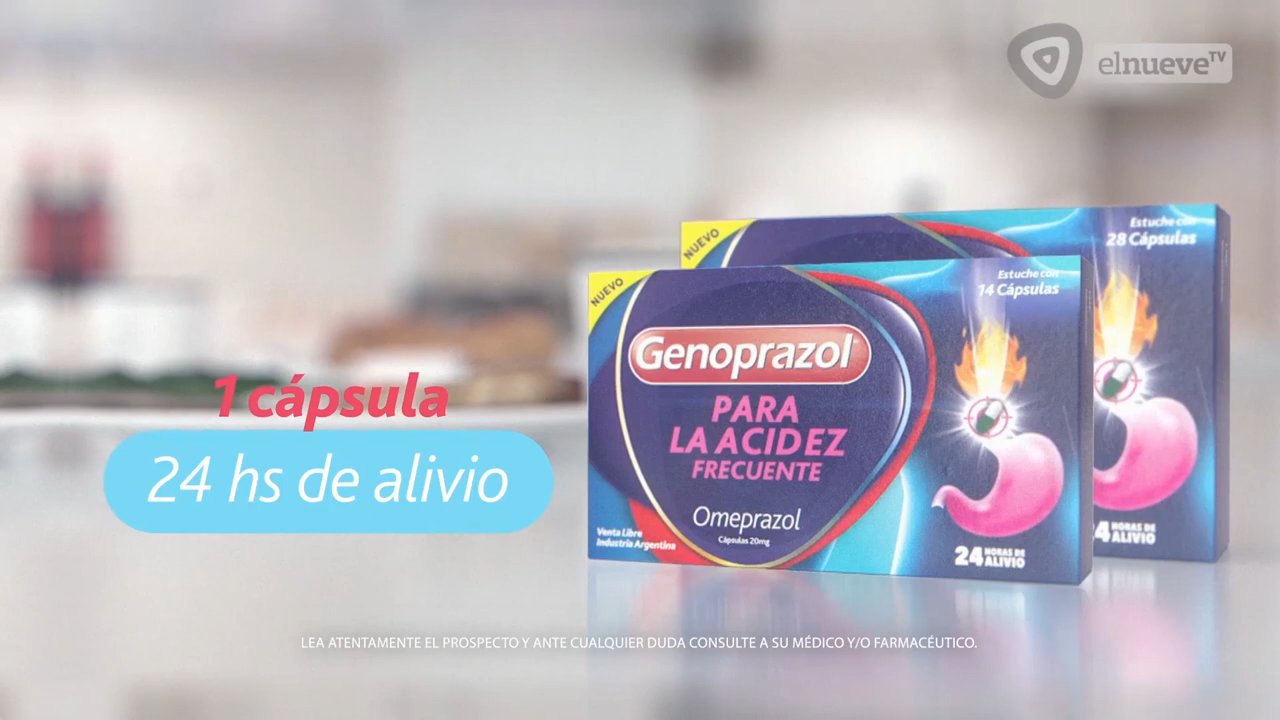 elnueveTV
Estuche con
28 Cápsulas
NUEVO
NUEVO
Estuche con
14 Cápsulas
Genoprazol
PARA
LA ACIDEZ
FRECUENTE
Omeprazol
Cápsulas 20mg
Venta Libre
Industria Argentina
24 HORAS DE
ALIVIO
4 HORAS DE
ALIVIO
1 cápsula
24 hs de alivio
LEA ATENTAMENTE EL PROSPECTO Y ANTE CUALQUIER DUDA CONSULTE A SU MÉDICO Y/O FARMACÉUTICO.